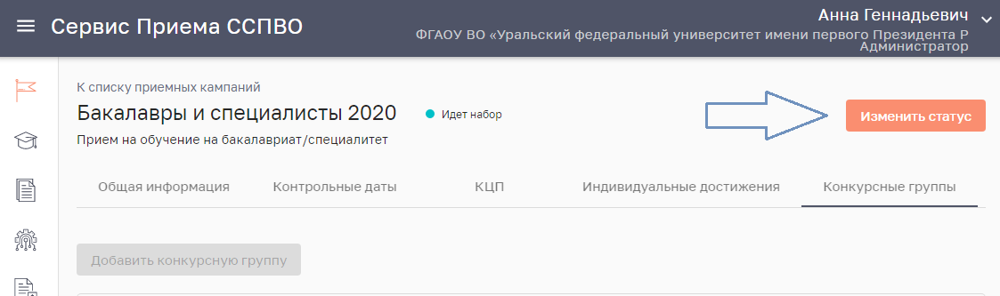 Сервис Приема ССПВО
Анна Геннадьевич
ФГАОУ ВО «Уральский федеральный университет имени первого Президента Р
Администратор
К списку приемных кампаний
Бакалавры и специалисты 2020
Идет набор
Изменить статус
Прием на обучение на бакалавриат/специалитет
Общая информация
Контрольные даты
КЦП
Индивидуальные достижения
Конкурсные группы
Добавить конкурсную группу